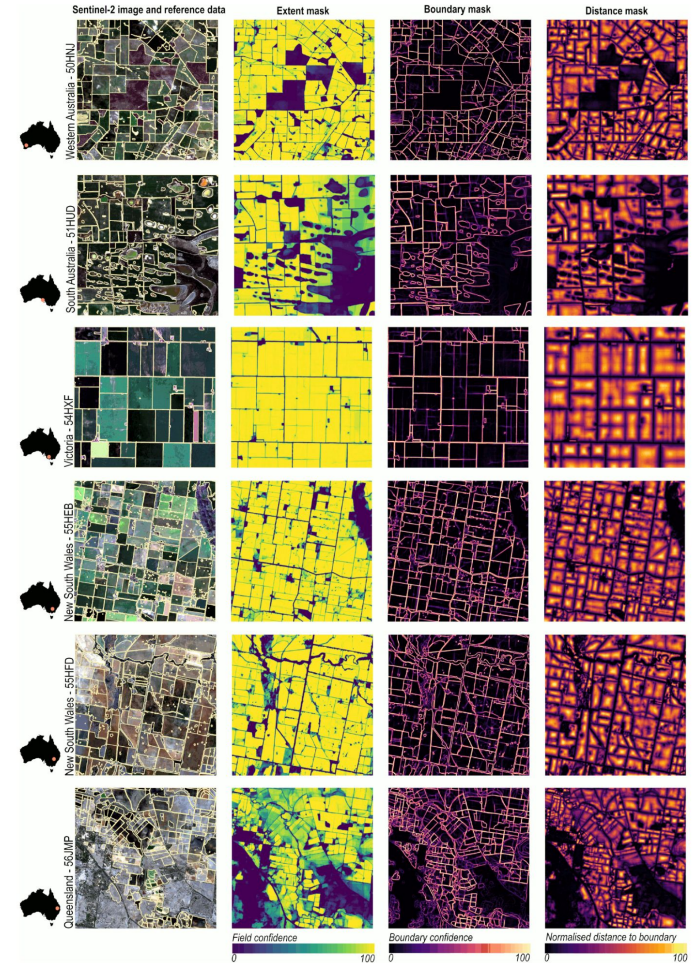 Sentinel-2 image and reference data
Extent mask
Boundary mask
Distance mask
Western Australia - 50HNJ
South Australia - 51HUD
Victoria - 54HXF
New South Wales - 55HEB
New South Wales - 55HFD
Queensland - 56JMP
Field confidence
0 100
Boundary confidence
0 100
Normalised distance to boundary
0 100